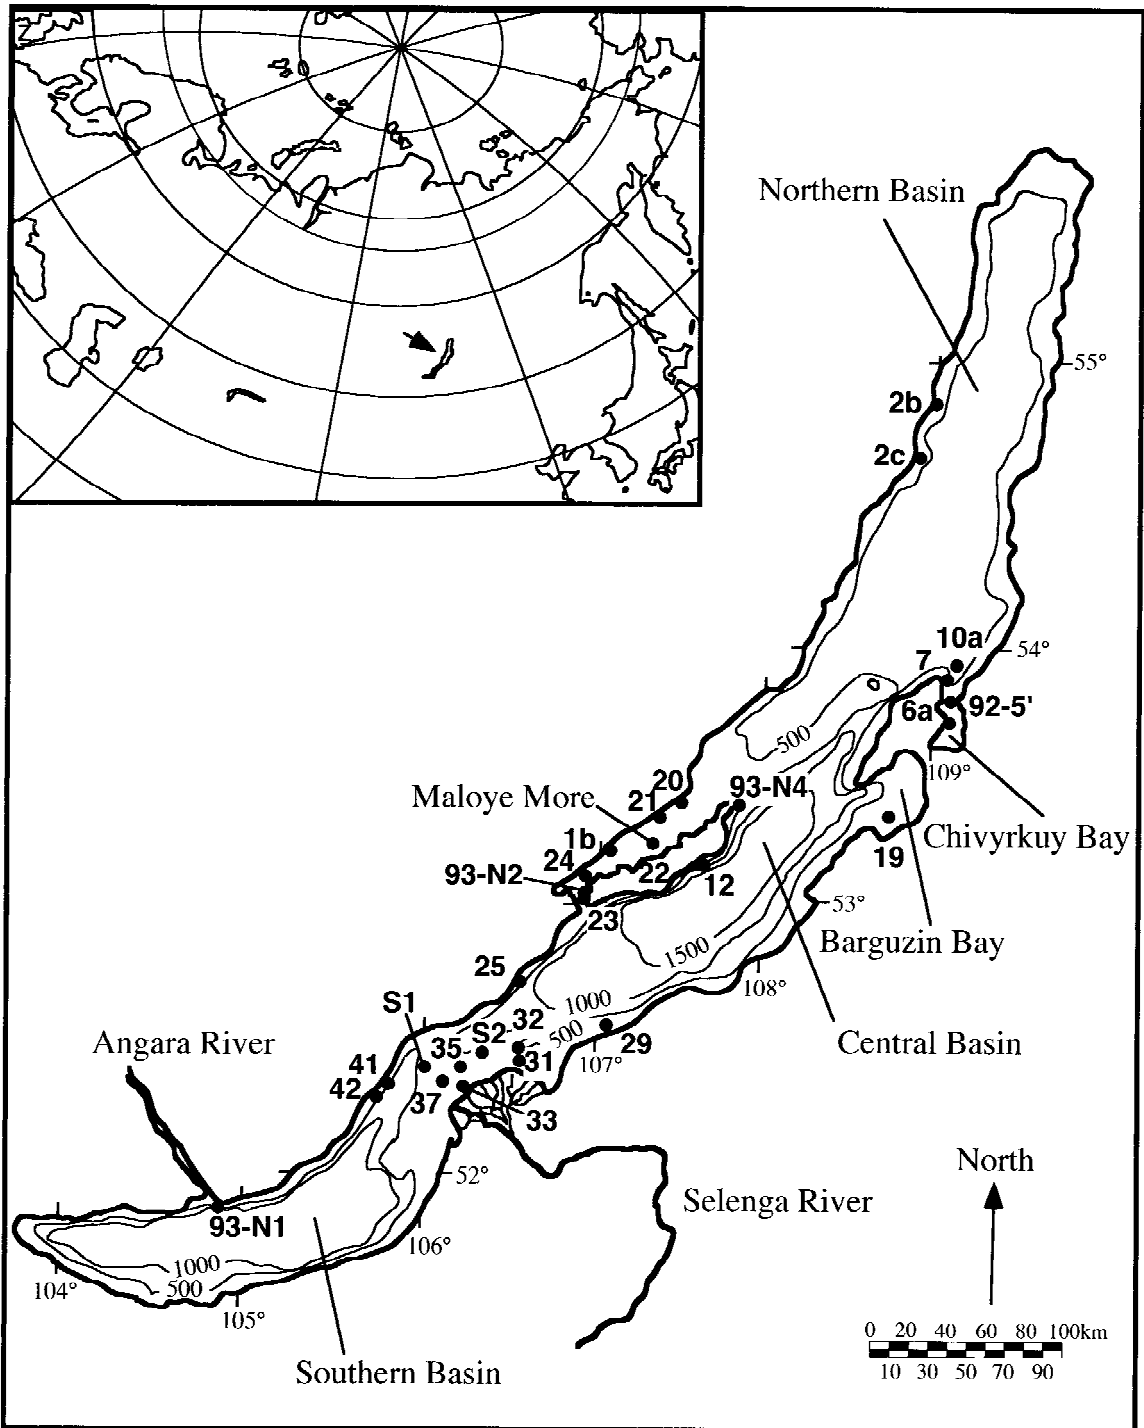 Northern Basin
55°
2b
2c
10a
54°
7
6a
92-5'
500
109°
20
93-N4
Maloye More
21
Chivyrkuy Bay
1b
19
24
22
93-N2
12
53°
23
Barguzin Bay
1500
25
108°
1000
S1
32
S2
500
29
Angara River
35
Central Basin
41
31
107°
42
37
33
North
52°
Selenga River
93-N1
106°
1000
104°
500
105°
0 20 40 60 80 100km
10 30 50 70 90
Southern Basin